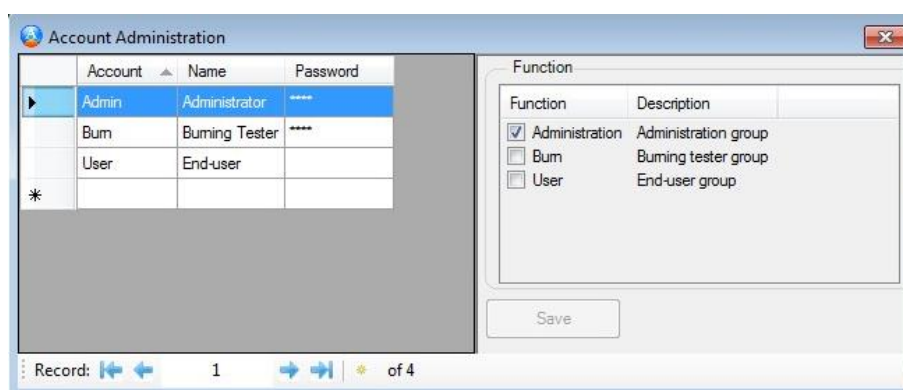 Account Administration
Account Name Password
Admin Administrator ****
Burn Burning Tester ****
User End-user
Function
Function Description
Administration Administration group
Burn Burning tester group
User End-user group
Save
Record: 1 of 4